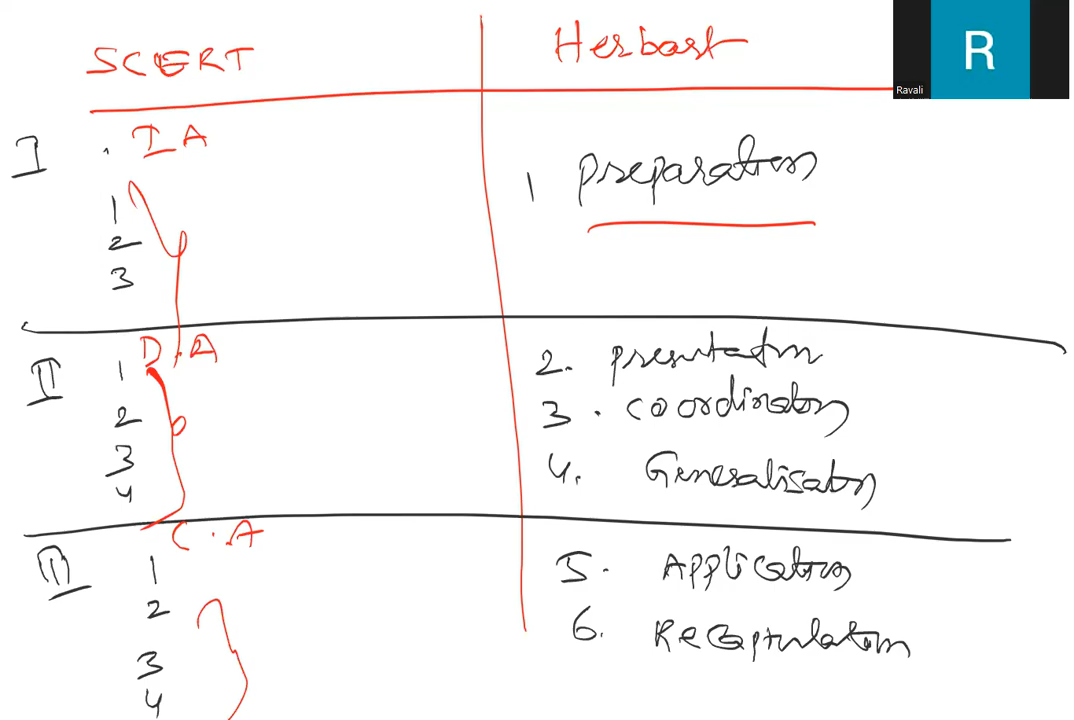 SCERT Herbart
R
Ravali
I . I A
1 1 Preparation
2
3
D.A
II 1 2. Presentation
2 3. coordination
3
4 4. Generalisation
C.A
III 1 5. Application
2 6. Recapitulation
3
4